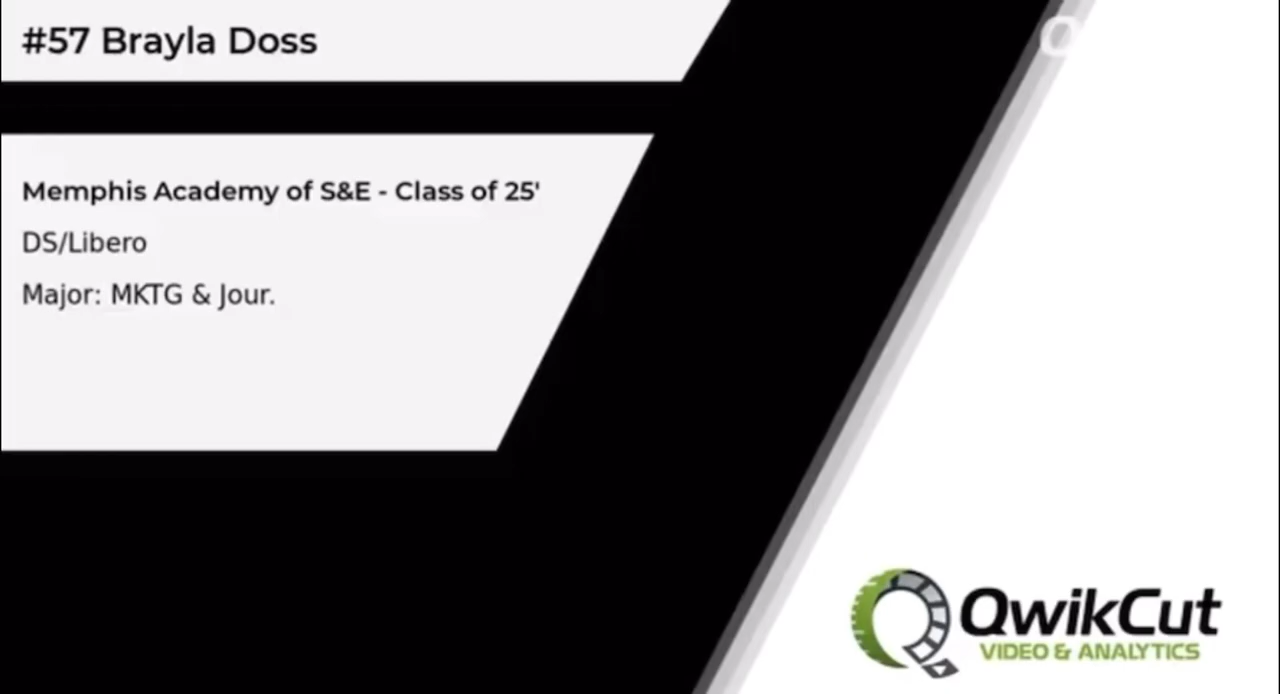 #57 Brayla Doss
Memphis Academy of S&E - Class of 25'
DS/Libero
Major: MKTG & Jour.
QwikCut
VIDEO & ANALYTICS